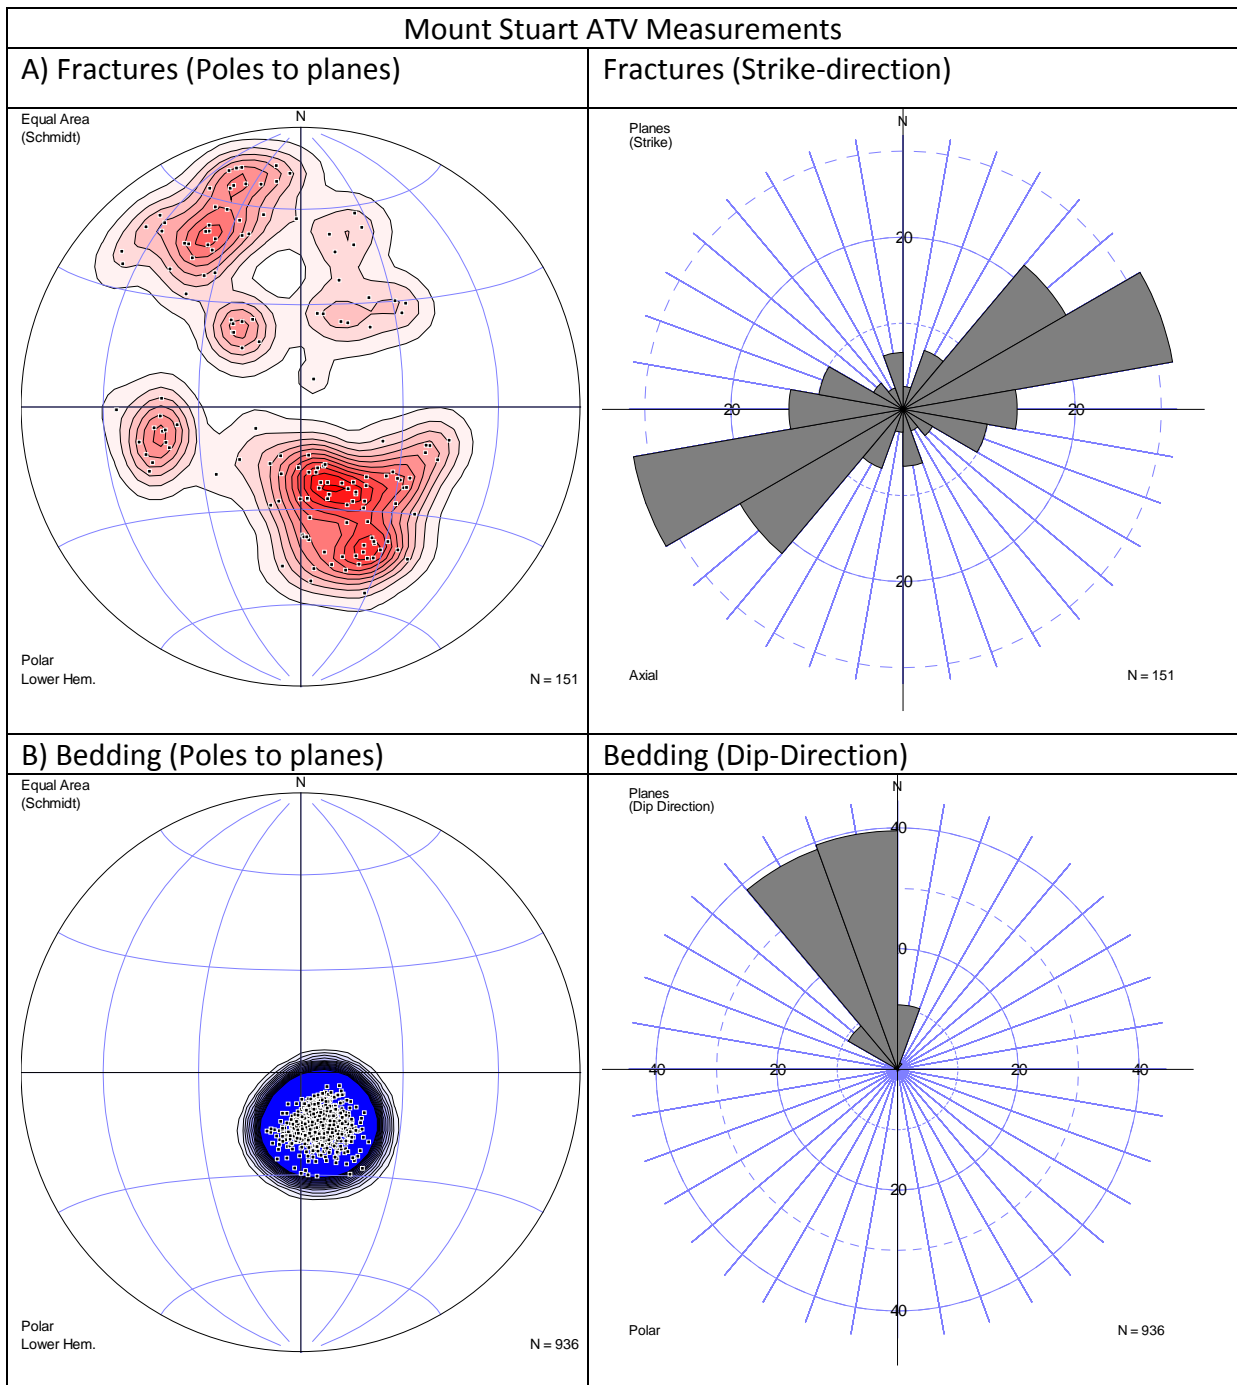 Mount Stuart ATV Measurements
A) Fractures (Poles to planes)
Fractures (Strike-direction)
Equal Area
(Schmidt)
N
Polar
Lower Hem.
N = 151
Planes
(Strike)
N
20
20
20
20
Axial
N = 151
B) Bedding (Poles to planes)
Bedding (Dip-Direction)
Equal Area
(Schmidt)
N
Polar
Lower Hem.
N = 936
Planes
(Dip Direction)
N
40
0
40
20
20
40
20
40
Polar
N = 936